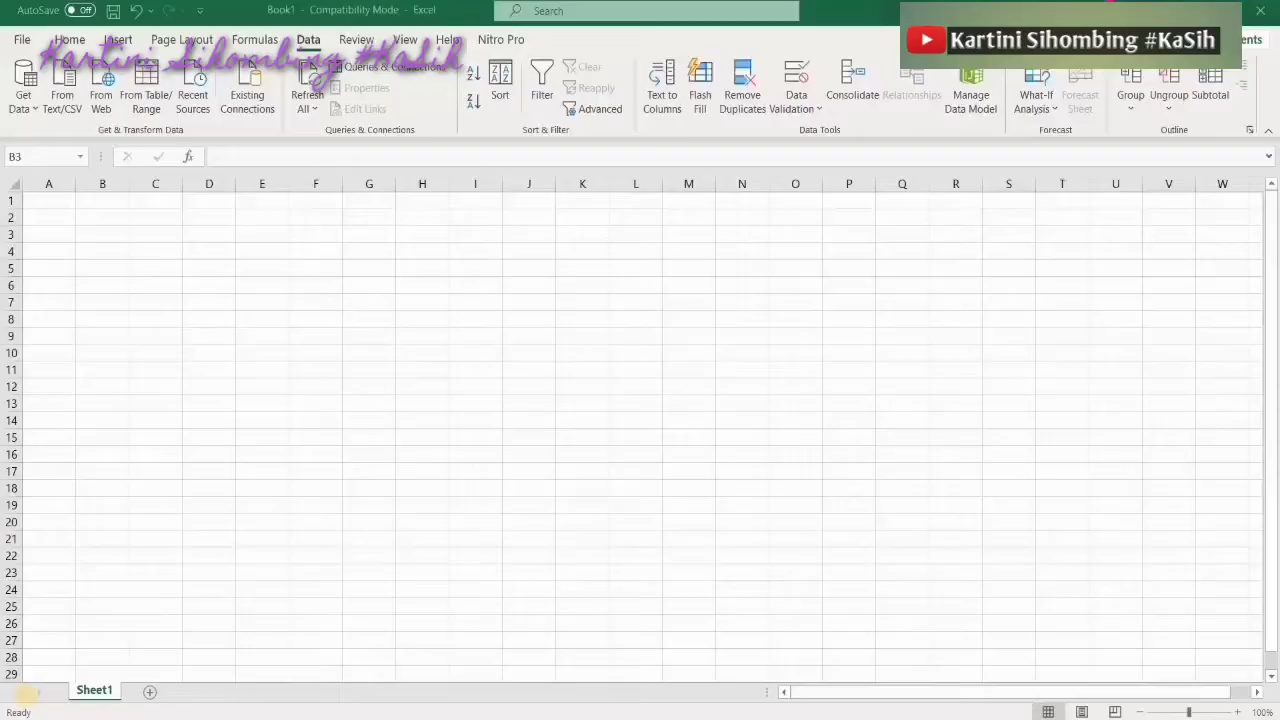 AutoSave Off Book1 - Compatibility Mode - Excel Search
File Home Insert Page Layout Formulas Data Review View Help Nitro Pro ents
Kartini Sihombing #KaSih
Kartini Sihombing #KaSih
Get Data
From Text/CSV
From Web
From Table/ Range
Recent Sources
Existing Connections
Get & Transform Data
Refresh All
Queries & Connections
Properties
Edit Links
Queries & Connections
Sort
Filter
Clear
Reapply
Advanced
Sort & Filter
Text to Columns
Flash Fill
Remove Duplicates
Data Validation
Consolidate
Relationships
Manage Data Model
Data Tools
What-If Analysis
Forecast Sheet
Forecast
Group
Ungroup
Subtotal
Outline
B3 fx
A B C D E F G H I J K L M N O P Q R S T U V W
1
2
3
4
5
6
7
8
9
10
11
12
13
14
15
16
17
18
19
20
21
22
23
24
25
26
27
28
29
Sheet1
Ready 100%